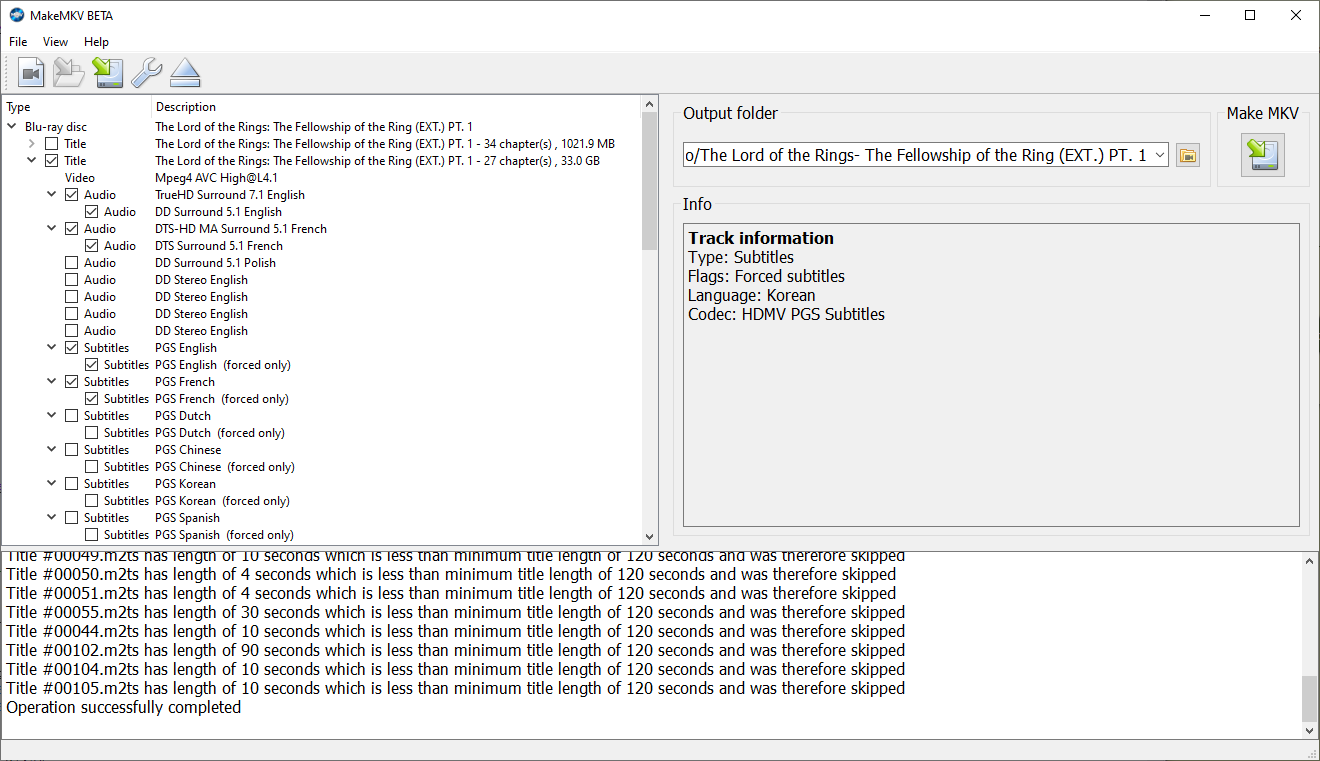 MakeMKV BETA
File View Help
Type Description
Blu-ray disc The Lord of the Rings: The Fellowship of the Ring (EXT.) PT. 1
Title The Lord of the Rings: The Fellowship of the Ring (EXT.) PT. 1 - 34 chapter(s) , 1021.9 MB
Title The Lord of the Rings: The Fellowship of the Ring (EXT.) PT. 1 - 27 chapter(s) , 33.0 GB
Video Mpeg4 AVC High@L4.1
Audio TrueHD Surround 7.1 English
Audio DD Surround 5.1 English
Audio DTS-HD MA Surround 5.1 French
Audio DTS Surround 5.1 French
Audio DD Surround 5.1 Polish
Audio DD Stereo English
Audio DD Stereo English
Audio DD Stereo English
Audio DD Stereo English
Subtitles PGS English
Subtitles PGS English (forced only)
Subtitles PGS French
Subtitles PGS French (forced only)
Subtitles PGS Dutch
Subtitles PGS Dutch (forced only)
Subtitles PGS Chinese
Subtitles PGS Chinese (forced only)
Subtitles PGS Korean
Subtitles PGS Korean (forced only)
Subtitles PGS Spanish
Subtitles PGS Spanish (forced only)
Output folder
o/The Lord of the Rings- The Fellowship of the Ring (EXT.) PT. 1
Make MKV
Info
Track information
Type: Subtitles
Flags: Forced subtitles
Language: Korean
Codec: HDMV PGS Subtitles
Title #00049.m2ts has length of 10 seconds which is less than minimum title length of 120 seconds and was therefore skipped
Title #00050.m2ts has length of 4 seconds which is less than minimum title length of 120 seconds and was therefore skipped
Title #00051.m2ts has length of 4 seconds which is less than minimum title length of 120 seconds and was therefore skipped
Title #00055.m2ts has length of 30 seconds which is less than minimum title length of 120 seconds and was therefore skipped
Title #00044.m2ts has length of 10 seconds which is less than minimum title length of 120 seconds and was therefore skipped
Title #00102.m2ts has length of 90 seconds which is less than minimum title length of 120 seconds and was therefore skipped
Title #00104.m2ts has length of 10 seconds which is less than minimum title length of 120 seconds and was therefore skipped
Title #00105.m2ts has length of 10 seconds which is less than minimum title length of 120 seconds and was therefore skipped
Operation successfully completed